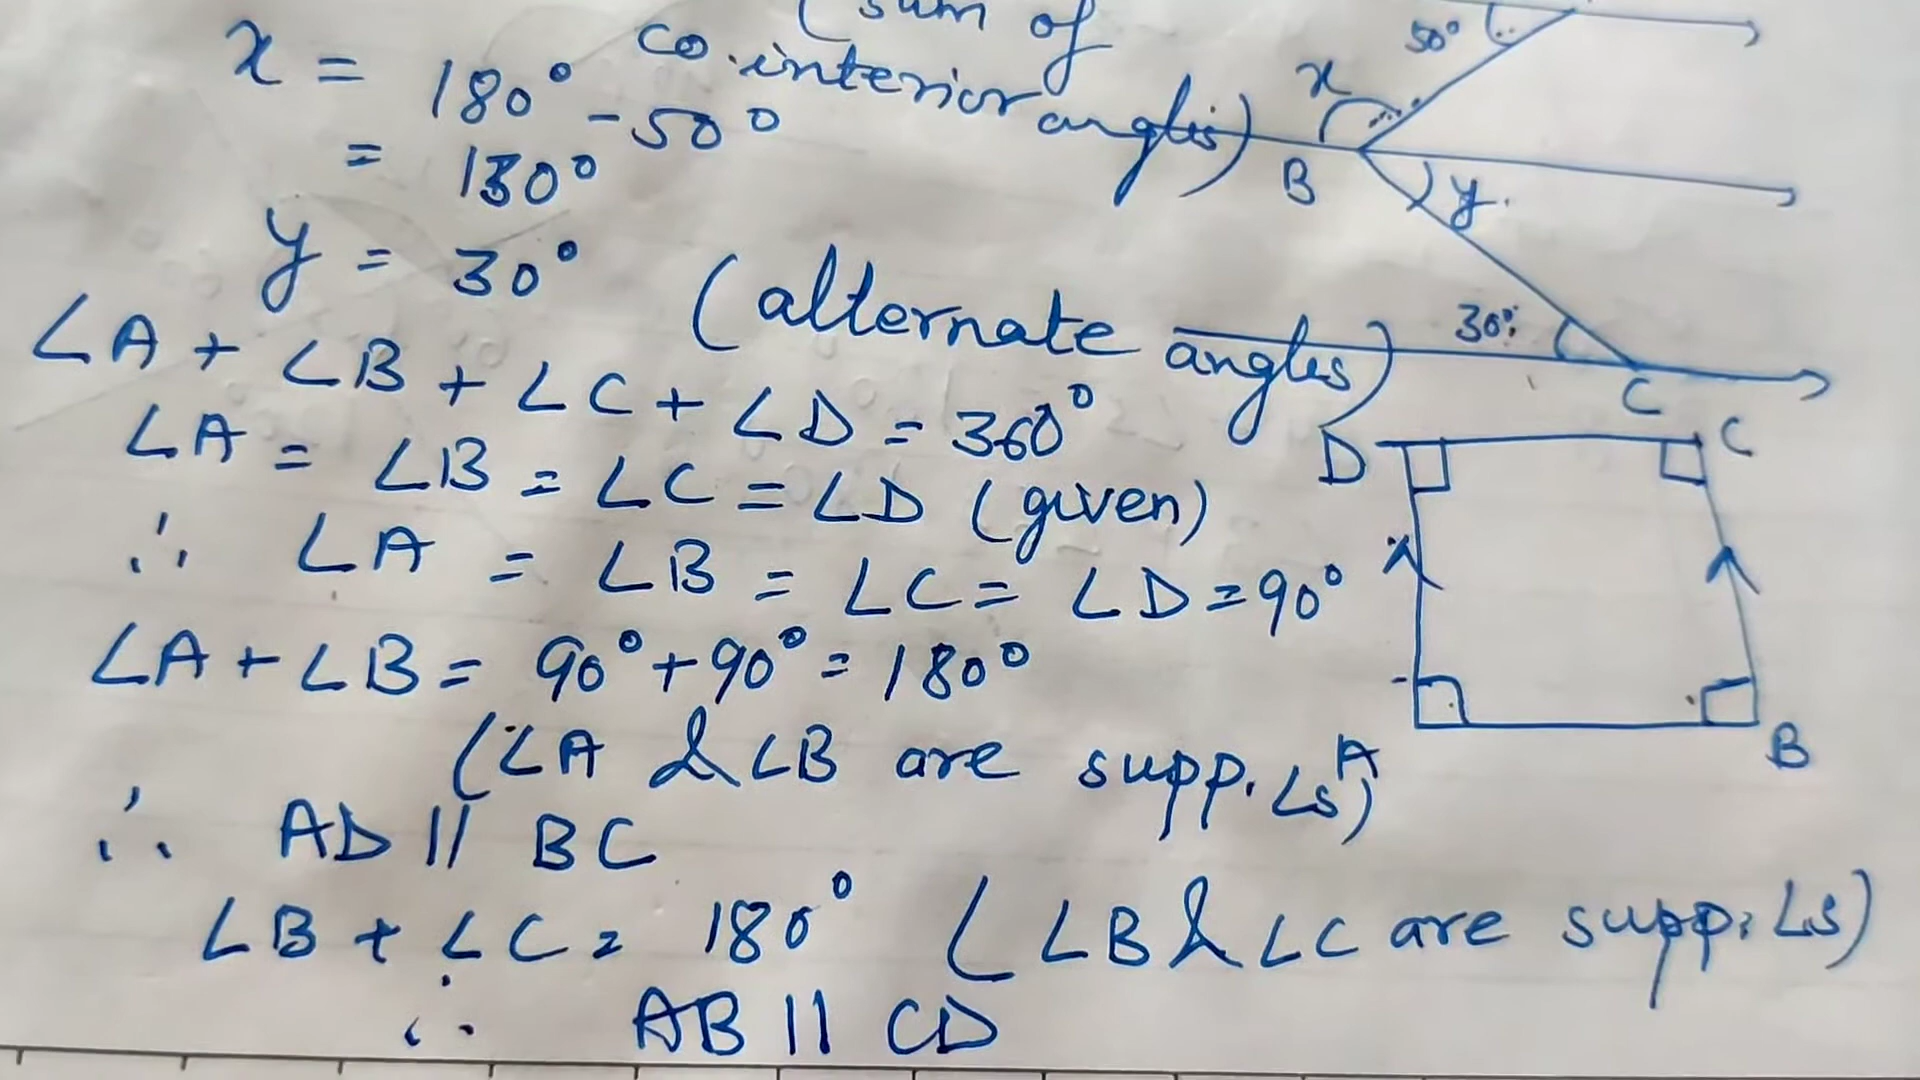 (sum of
x = 180° - 50° co.interior angles)
= 130°
y = 30° (alternate angles)
∠A + ∠B + ∠C + ∠D = 360°
∠A = ∠B = ∠C = ∠D (given)
∴ ∠A = ∠B = ∠C = ∠D = 90°
∠A + ∠B = 90° + 90° = 180°
(∠A & ∠B are supp. ∠s)
∴ AD || BC
∠B + ∠C = 180° (∠B & ∠C are supp. ∠s)
∴ AB || CD
50°
x
B
y
30°
C
D C
A B